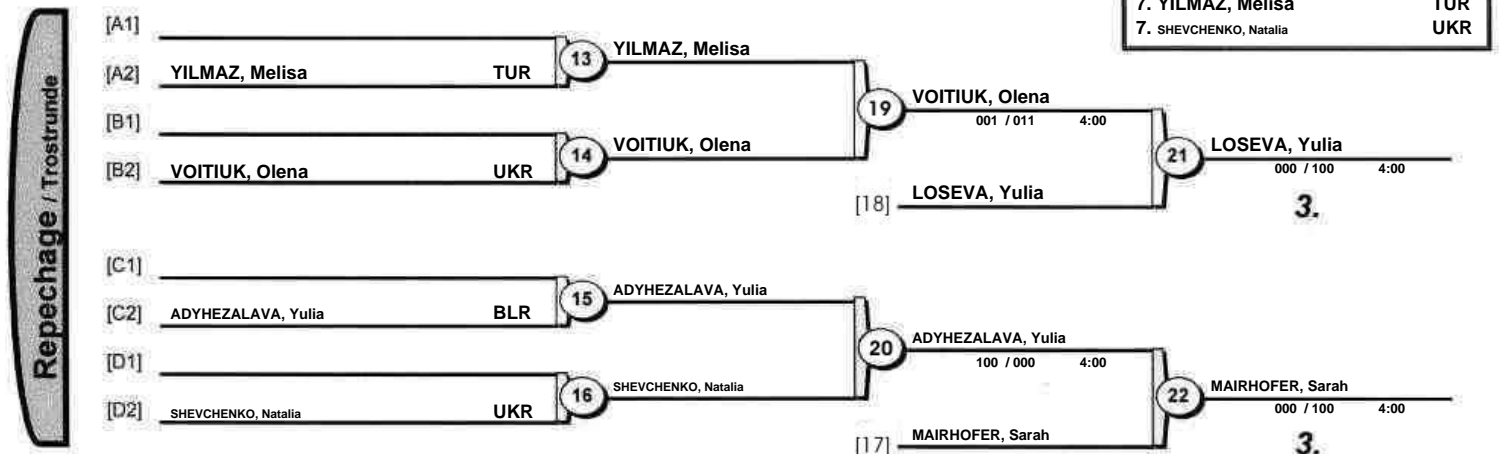 7. YILMAZ, Melisa TUR
7. SHEVCHENKO, Natalia UKR
Repechage / Trostrunde
[A1]
[A2] YILMAZ, Melisa TUR
13 YILMAZ, Melisa
[B1]
[B2] VOITIUK, Olena UKR
14 VOITIUK, Olena
19 VOITIUK, Olena
001 / 011 4:00
[18] LOSEVA, Yulia
21 LOSEVA, Yulia
000 / 100 4:00
3.
[C1]
[C2] ADYHEZALAVA, Yulia BLR
15 ADYHEZALAVA, Yulia
[D1]
[D2] SHEVCHENKO, Natalia UKR
16 SHEVCHENKO, Natalia
20 ADYHEZALAVA, Yulia
100 / 000 4:00
[17] MAIRHOFER, Sarah
22 MAIRHOFER, Sarah
000 / 100 4:00
3.